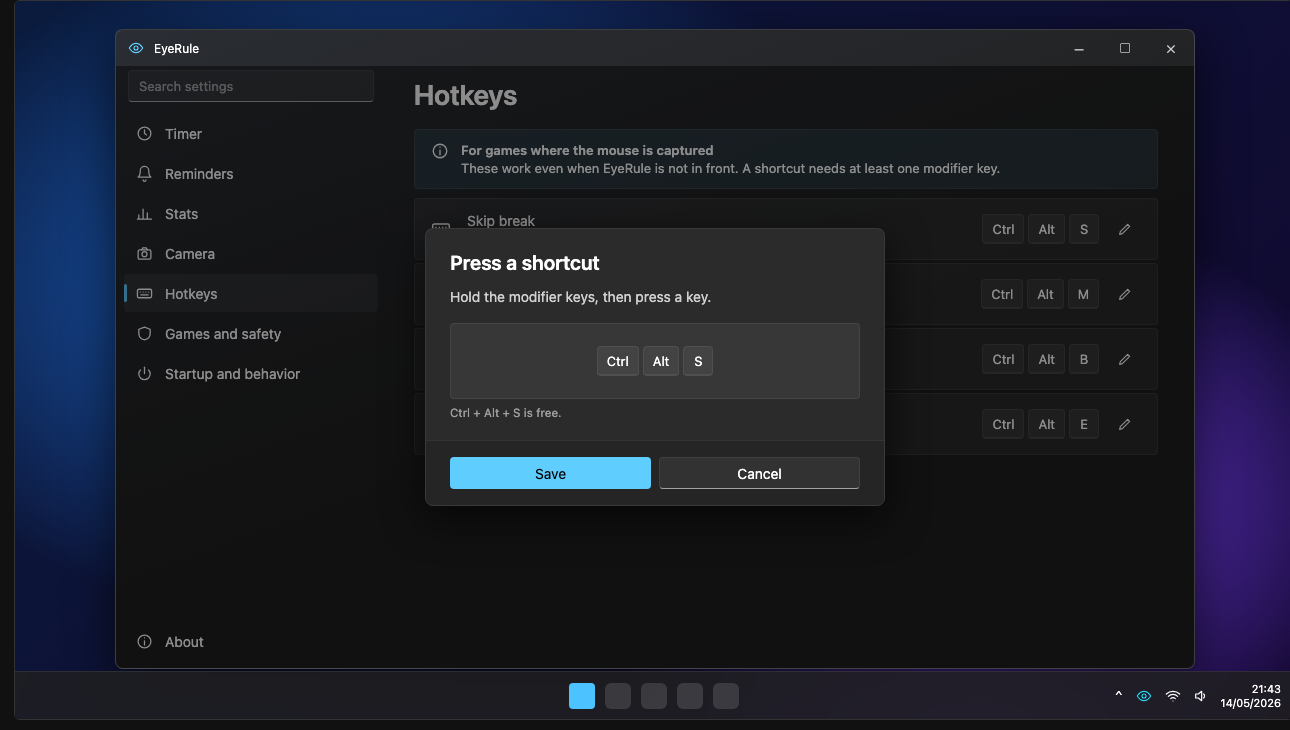 EyeRule
Search settings
Timer
Reminders
Stats
Camera
Hotkeys
Games and safety
Startup and behavior
About
Hotkeys
For games where the mouse is captured
These work even when EyeRule is not in front. A shortcut needs at least one modifier key.
Skip break
Ctrl Alt S
Ctrl Alt M
Ctrl Alt B
Ctrl Alt E
Press a shortcut
Hold the modifier keys, then press a key.
Ctrl Alt S
Ctrl + Alt + S is free.
Save Cancel
21:43
14/05/2026